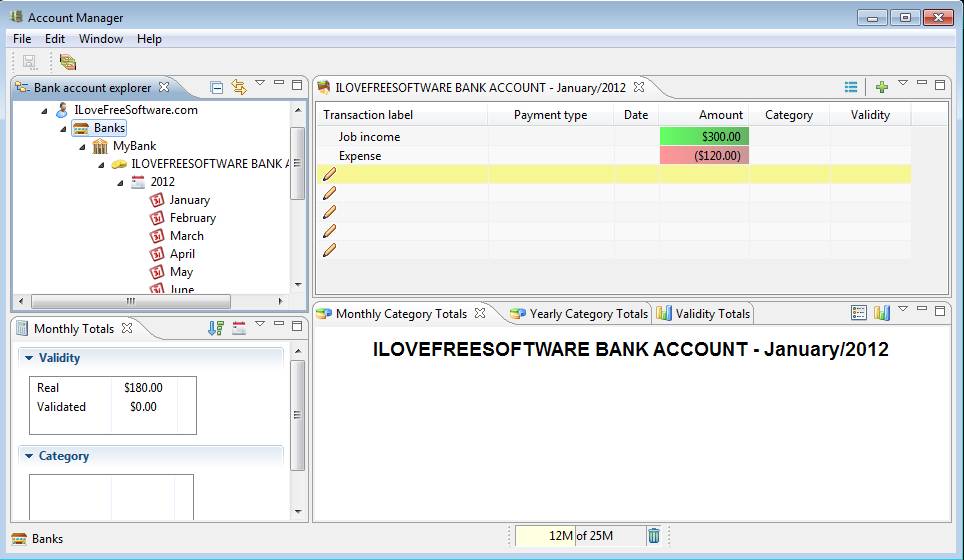 Account Manager
File Edit Window Help
Bank account explorer
ILoveFreeSoftware.com
Banks
MyBank
ILOVEFREESOFTWARE BANK A
2012
January
February
March
April
May
June
ILOVEFREESOFTWARE BANK ACCOUNT - January/2012
Transaction label Payment type Date Amount Category Validity
Job income $300.00
Expense ($120.00)
Monthly Totals
Validity
Real $180.00
Validated $0.00
Category
Monthly Category Totals Yearly Category Totals Validity Totals
ILOVEFREESOFTWARE BANK ACCOUNT - January/2012
Banks
12M of 25M